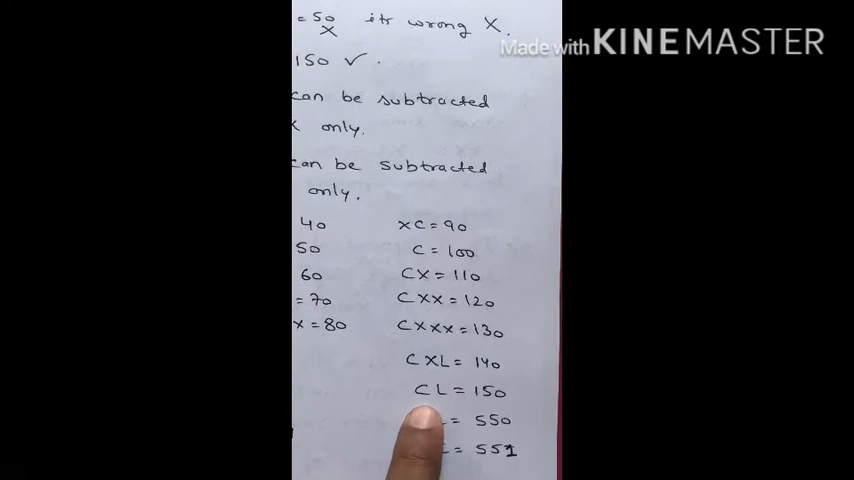 = 50 its wrong X.
X
Made with KINEMASTER
150 ✓.
can be subtracted
X only.
can be subtracted
only.
40 XC = 90
50 C = 100
60 CX = 110
= 70 CXX = 120
X = 80 CXXX = 130
CXL = 140
CL = 150
= 550
= 551